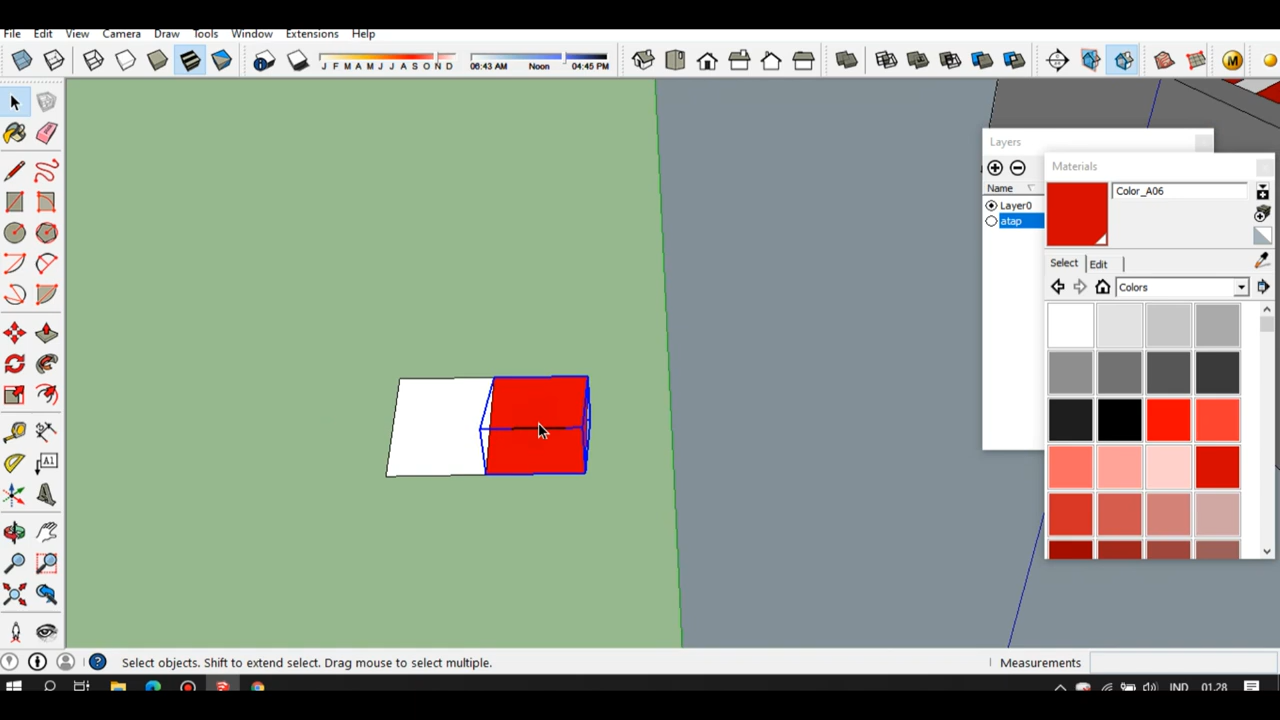 File Edit View Camera Draw Tools Window Extensions Help
J F M A M J J A S O N D
06:43 AM Noon 04:45 PM
M
A1
Layers
Name
Layer0
atap
Materials
Color_A06
Select Edit
Colors
Select objects. Shift to extend select. Drag mouse to select multiple.
Measurements
IND 01.28